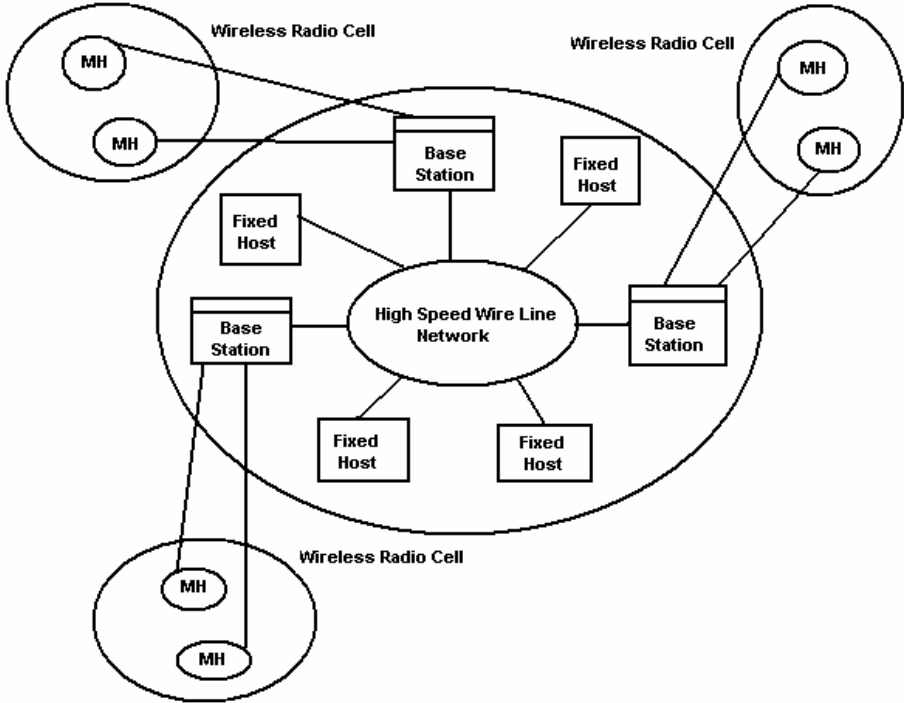 Wireless Radio Cell
Wireless Radio Cell
MH
MH
MH
MH
Base
Station
Fixed
Host
Fixed
Host
High Speed Wire Line
Network
Base
Station
Base
Station
Fixed
Host
Fixed
Host
Wireless Radio Cell
MH
MH